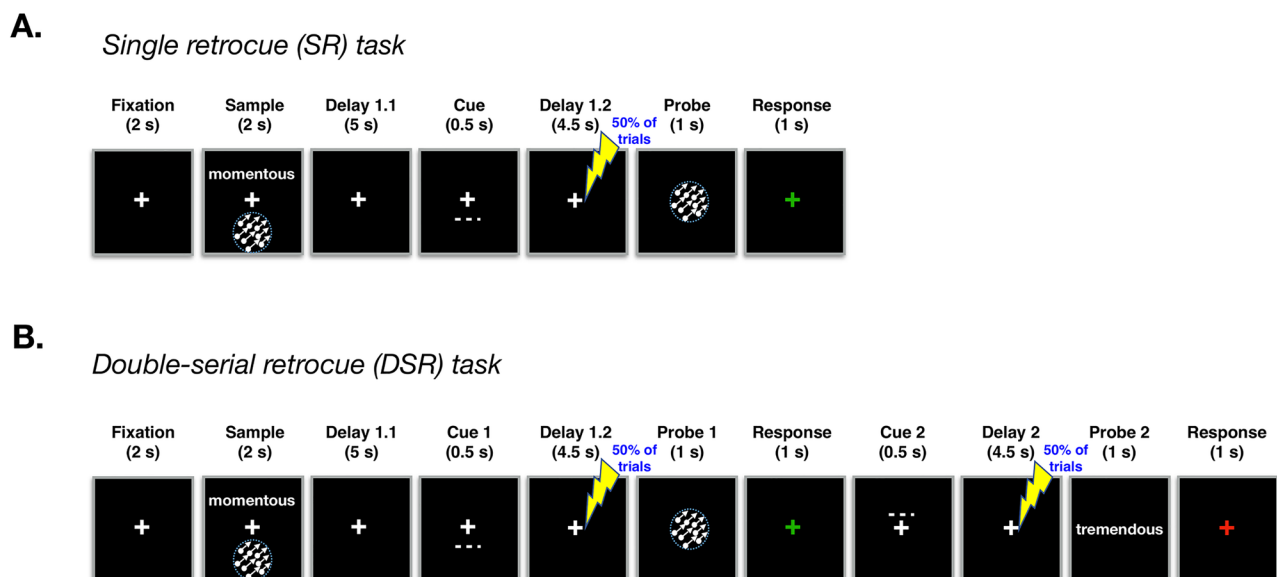 A.
Single retrocue (SR) task
Fixation Sample Delay 1.1 Cue Delay 1.2 Probe Response
(2 s) (2 s) (5 s) (0.5 s) (4.5 s) 50% of (1 s) (1 s)
trials
momentous
B.
Double-serial retrocue (DSR) task
Fixation Sample Delay 1.1 Cue 1 Delay 1.2 Probe 1 Response Cue 2 Delay 2 Probe 2 Response
(2 s) (2 s) (5 s) (0.5 s) (4.5 s) 50% of (1 s) (1 s) (0.5 s) (4.5 s) 50% of (1 s) (1 s)
trials trials
momentous
tremendous